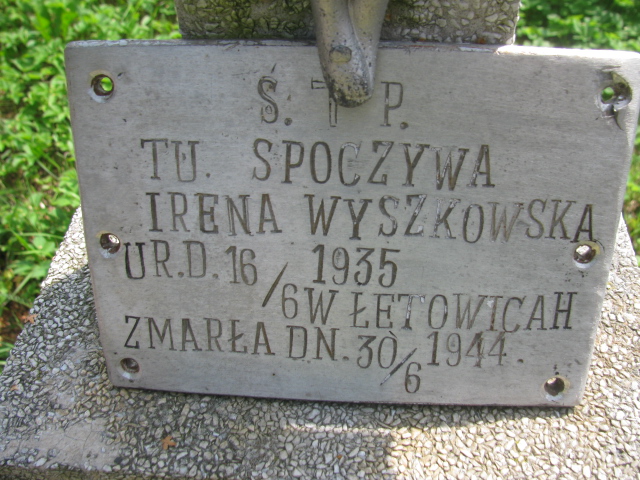 Ś. † P.
TU. SPOCZYWA
IRENA WYSZKOWSKA
UR.D. 16/6 1935
W ŁETOWICAH
ZMARŁA DN. 30/6 1944.